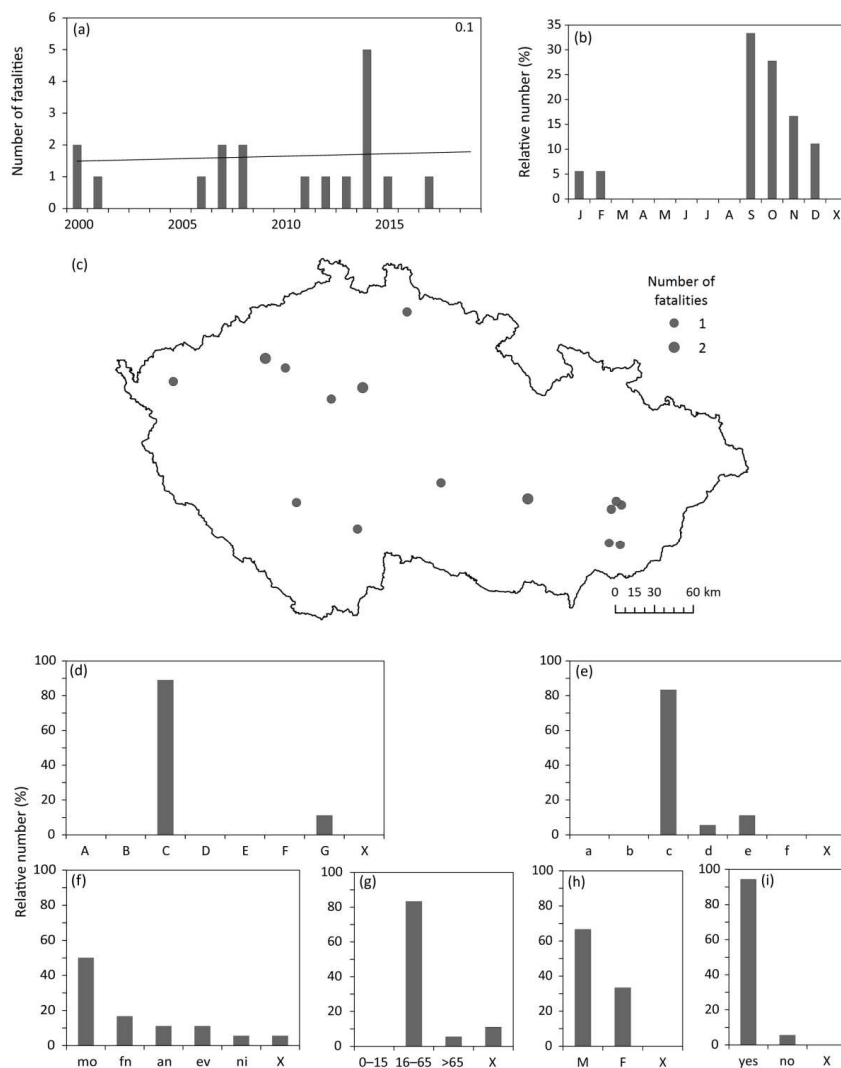 (a)
0.1
Number of fatalities
6
5
4
3
2
1
0
2000 2005 2010 2015
(b)
Relative number (%)
35
30
25
20
15
10
5
0
J F M A M J J A S O N D X
(c)
Number of
fatalities
1
2
0 15 30 60 km
Relative number (%)
(d)
100
80
60
40
20
0
A B C D E F G X
(e)
100
80
60
40
20
0
a b c d e f X
(f)
100
80
60
40
20
0
mo fn an ev ni X
(g)
100
80
60
40
20
0
0–15 16–65 >65 X
(h)
100
80
60
40
20
0
M F X
(i)
100
80
60
40
20
0
yes no X